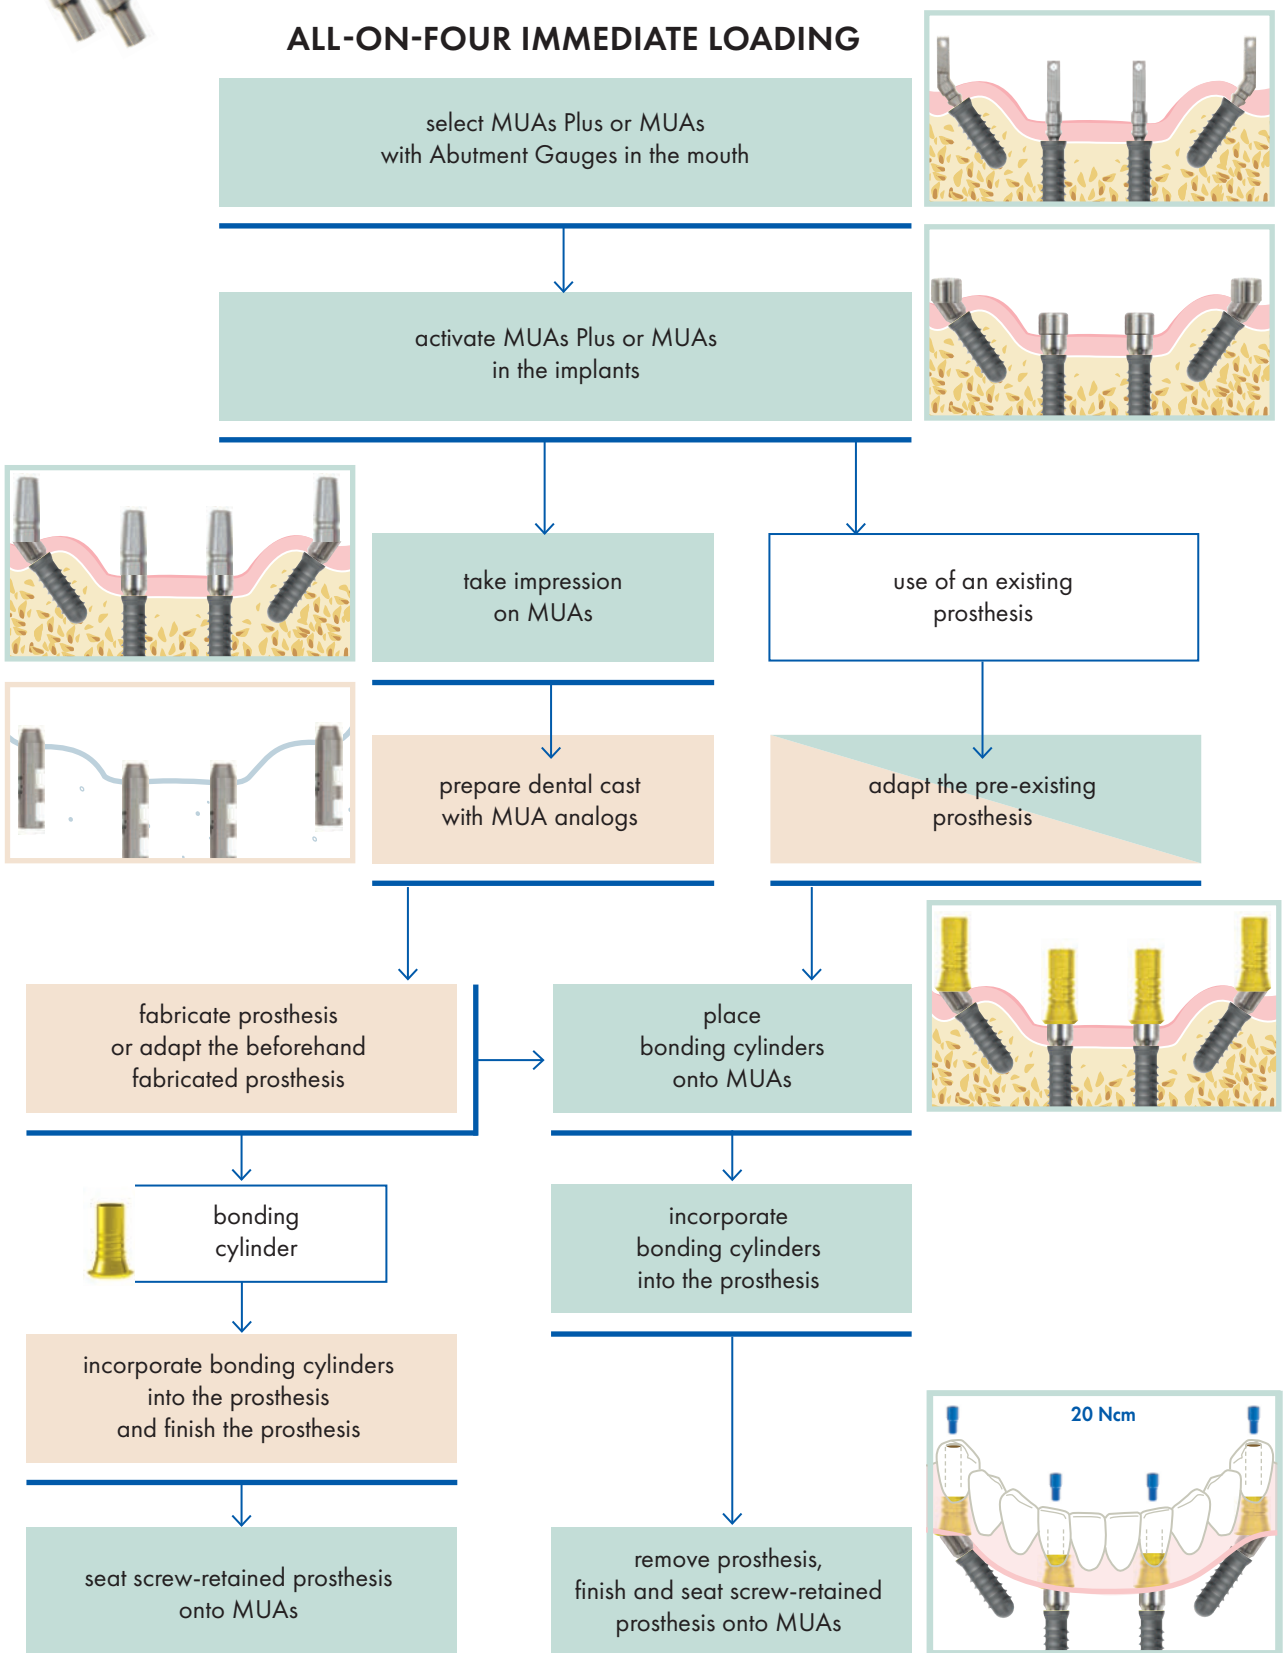 ALL-ON-FOUR IMMEDIATE LOADING
select MUAs Plus or MUAs
with Abutment Gauges in the mouth
activate MUAs Plus or MUAs
in the implants
take impression
on MUAs
use of an existing
prosthesis
prepare dental cast
with MUA analogs
adapt the pre-existing
prosthesis
fabricate prosthesis
or adapt the beforehand
fabricated prosthesis
place
bonding cylinders
onto MUAs
bonding
cylinder
incorporate
bonding cylinders
into the prosthesis
incorporate bonding cylinders
into the prosthesis
and finish the prosthesis
20 Ncm
seat screw-retained prosthesis
onto MUAs
remove prosthesis,
finish and seat screw-retained
prosthesis onto MUAs